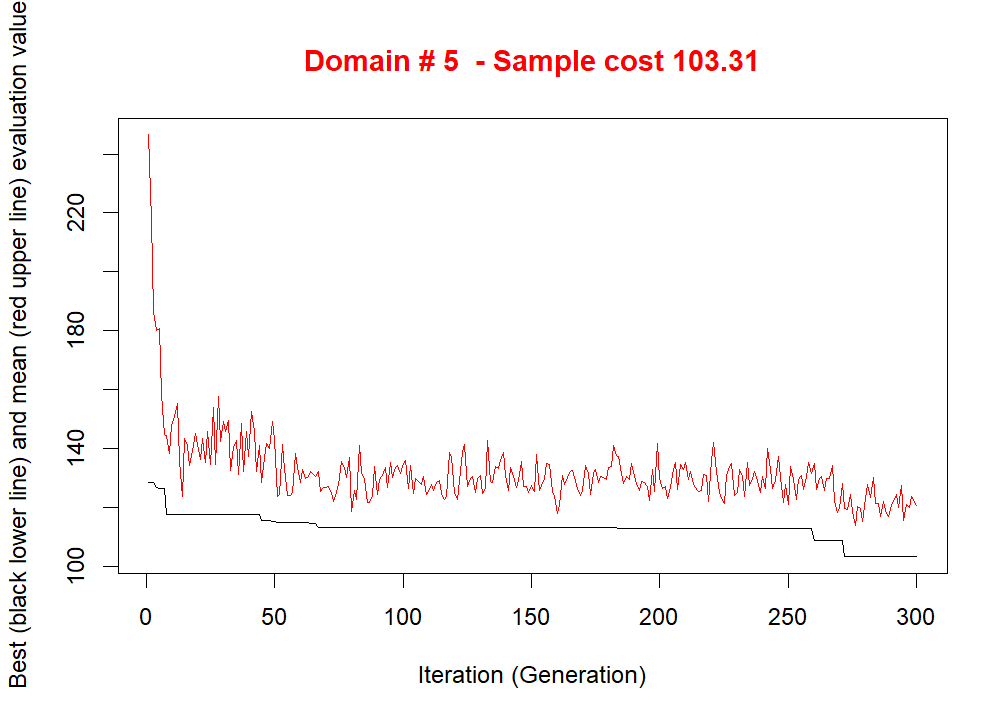 Domain # 5  - Sample cost 103.31
Best (black lower line) and mean (red upper line) evaluation value
220
180
140
100
0 50 100 150 200 250 300
Iteration (Generation)